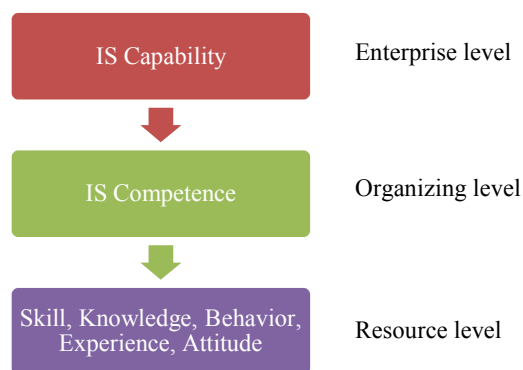 IS Capability
Enterprise level
IS Competence
Organizing level
Skill, Knowledge, Behavior,
Experience, Attitude
Resource level